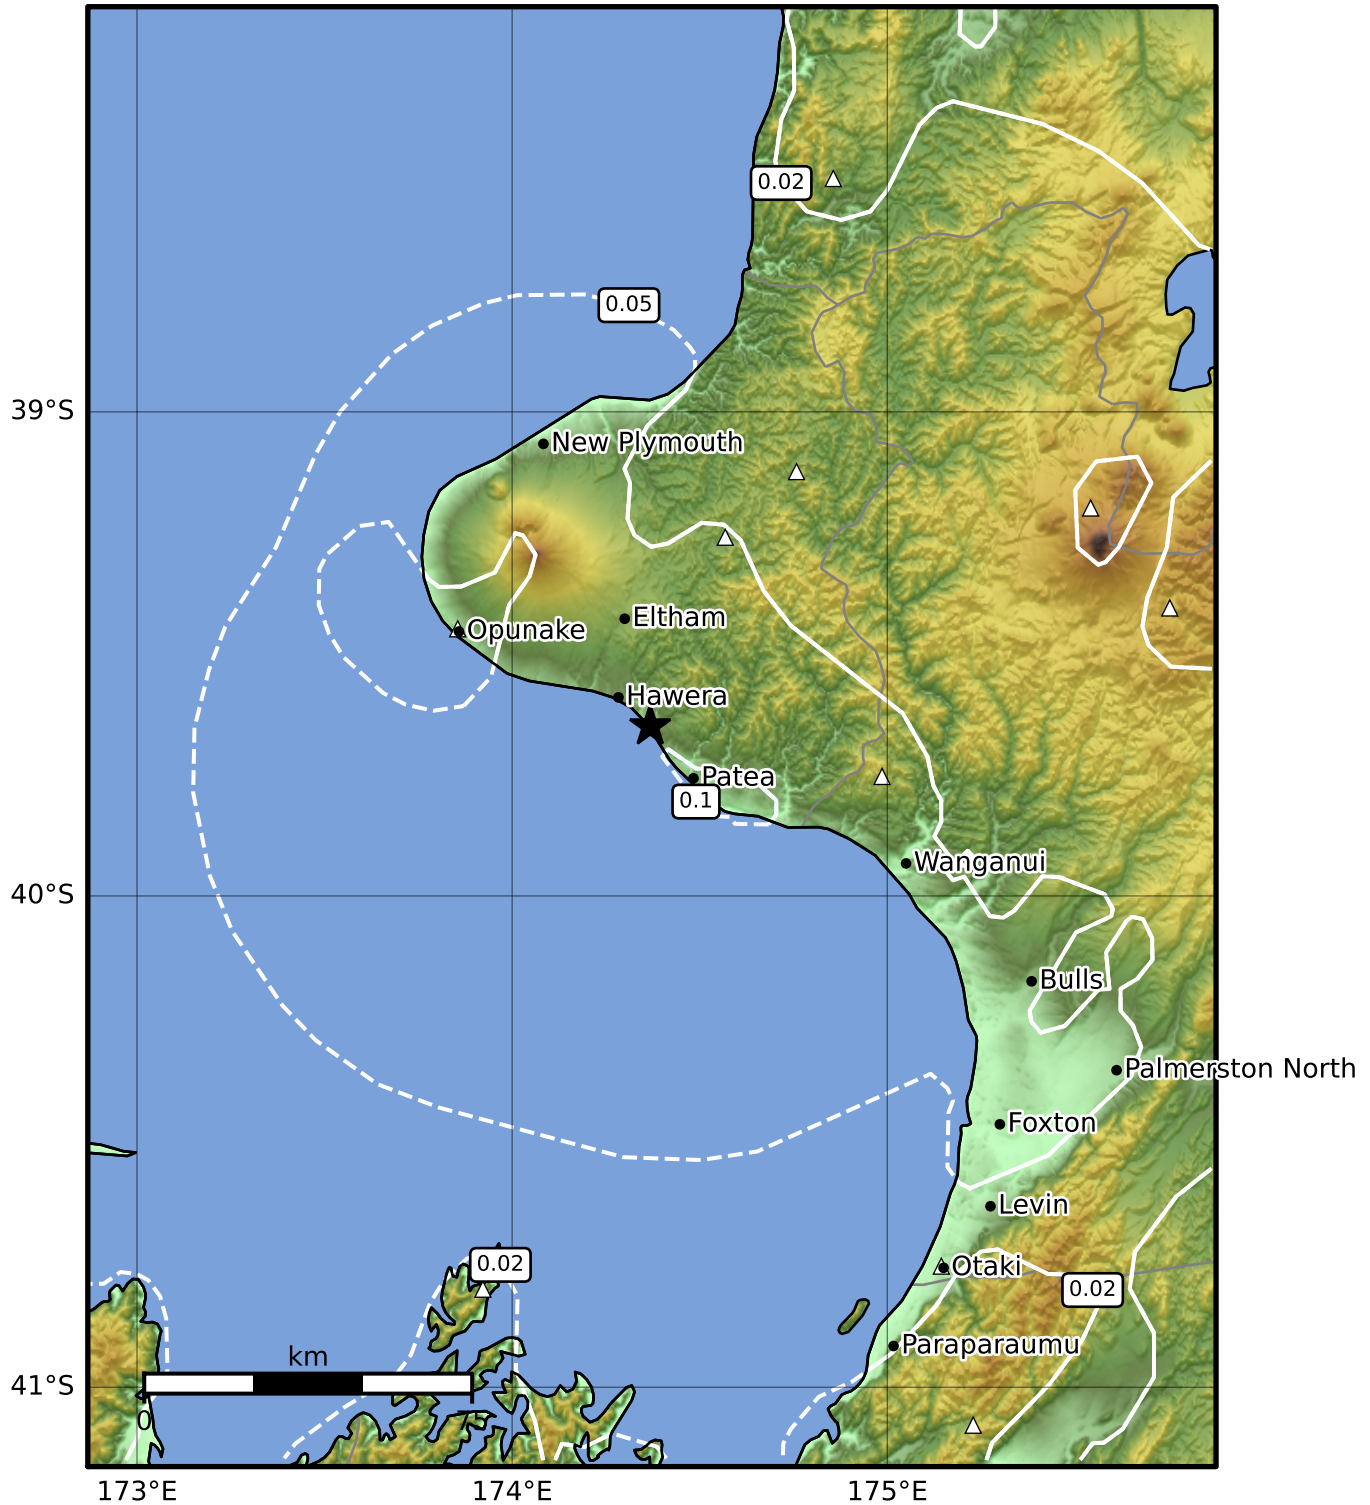 0.02
0.05
39°S
New Plymouth
Eltham
Opunake
Hawera
Patea
0.1
Wanganui
40°S
Bulls
Palmerston North
Foxton
Levin
0.02
Otaki
0.02
Paraparaumu
km
41°S
0
173°E
174°E
175°E